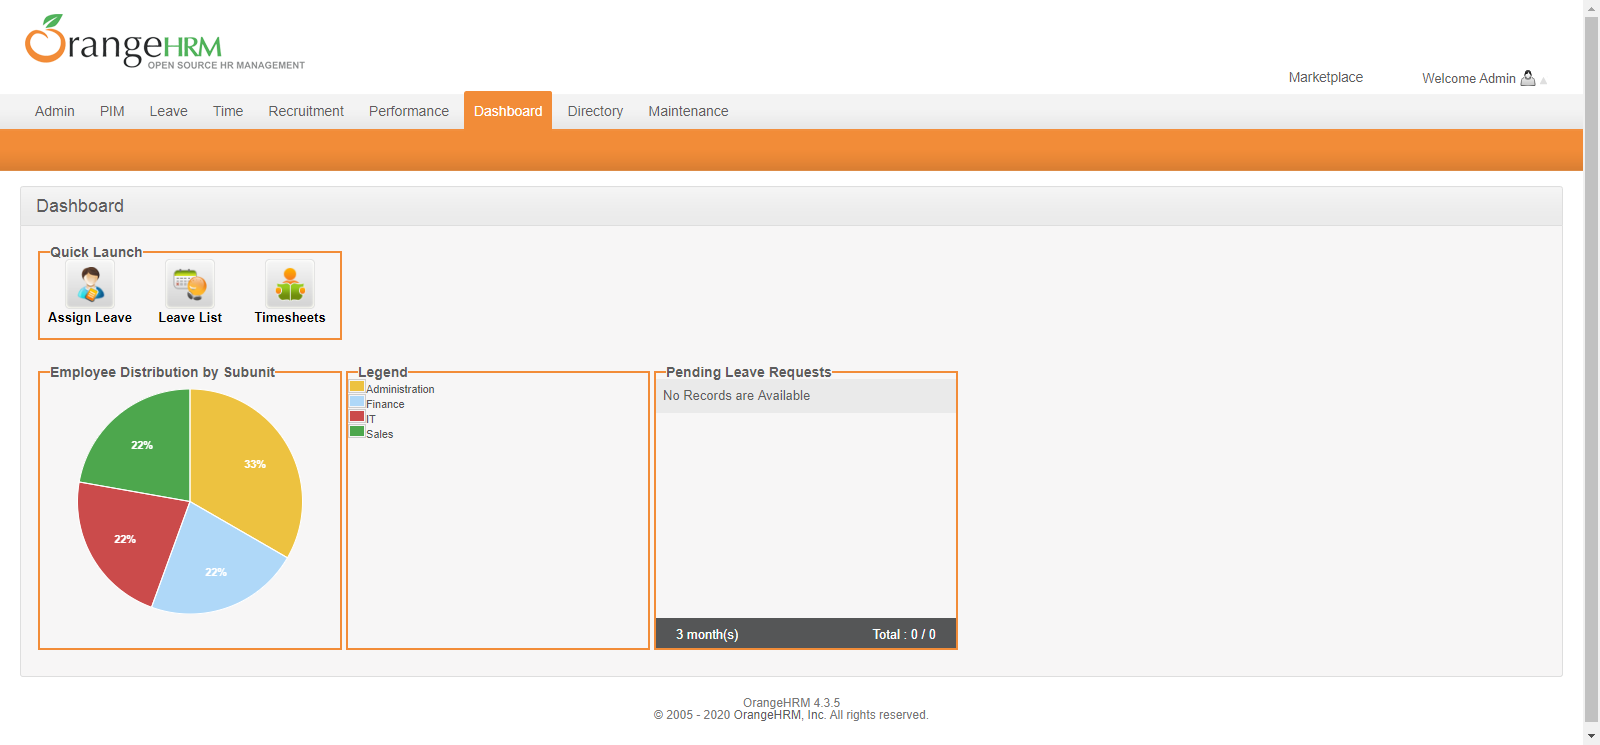 OrangeHRM
OPEN SOURCE HR MANAGEMENT
Marketplace
Welcome Admin
Admin PIM Leave Time Recruitment Performance Dashboard Directory Maintenance
Dashboard
Quick Launch
Assign Leave Leave List Timesheets
Employee Distribution by Subunit
22%
33%
22%
22%
Legend
Administration
Finance
IT
Sales
Pending Leave Requests
No Records are Available
3 month(s) Total : 0 / 0
OrangeHRM 4.3.5
© 2005 - 2020 OrangeHRM, Inc. All rights reserved.